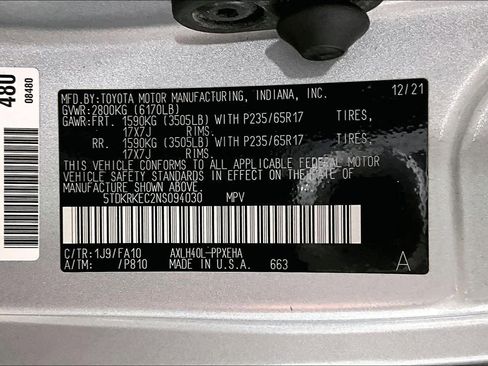 480
08480
MFD.BY:TOYOTA MOTOR MANUFACTURING, INDIANA, INC. 12/21
GVWR:2800KG (6170LB)
GAWR:FRT. 1590KG (3505LB) WITH P235/65R17 TIRES,
17X7J RIMS.
RR. 1590KG (3505LB) WITH P235/65R17 TIRES,
17X7J RIMS.
THIS VEHICLE CONFORMS TO ALL APPLICABLE FEDERAL MOTOR
VEHICLE SAFETY STANDARDS IN EFFECT ON THE DATE OF
MANUFACTURE SHOWN ABOVE.
5TDKRKEC2NS094030 MPV
C/TR:1J9/FA10 AXLH40L-PPXEHA
A/TM: /P810 MADE IN U.S.A. 663 A